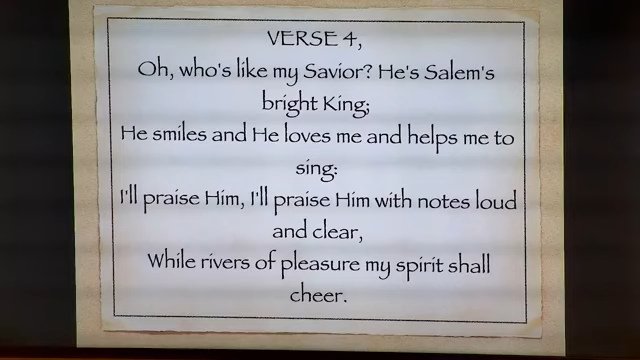 VERSE 4,
Oh, who's like my Savior? He's Salem's
bright King;
He smiles and He loves me and helps me to
sing:
I'll praise Him, I'll praise Him with notes loud
and clear,
While rivers of pleasure my spirit shall
cheer.